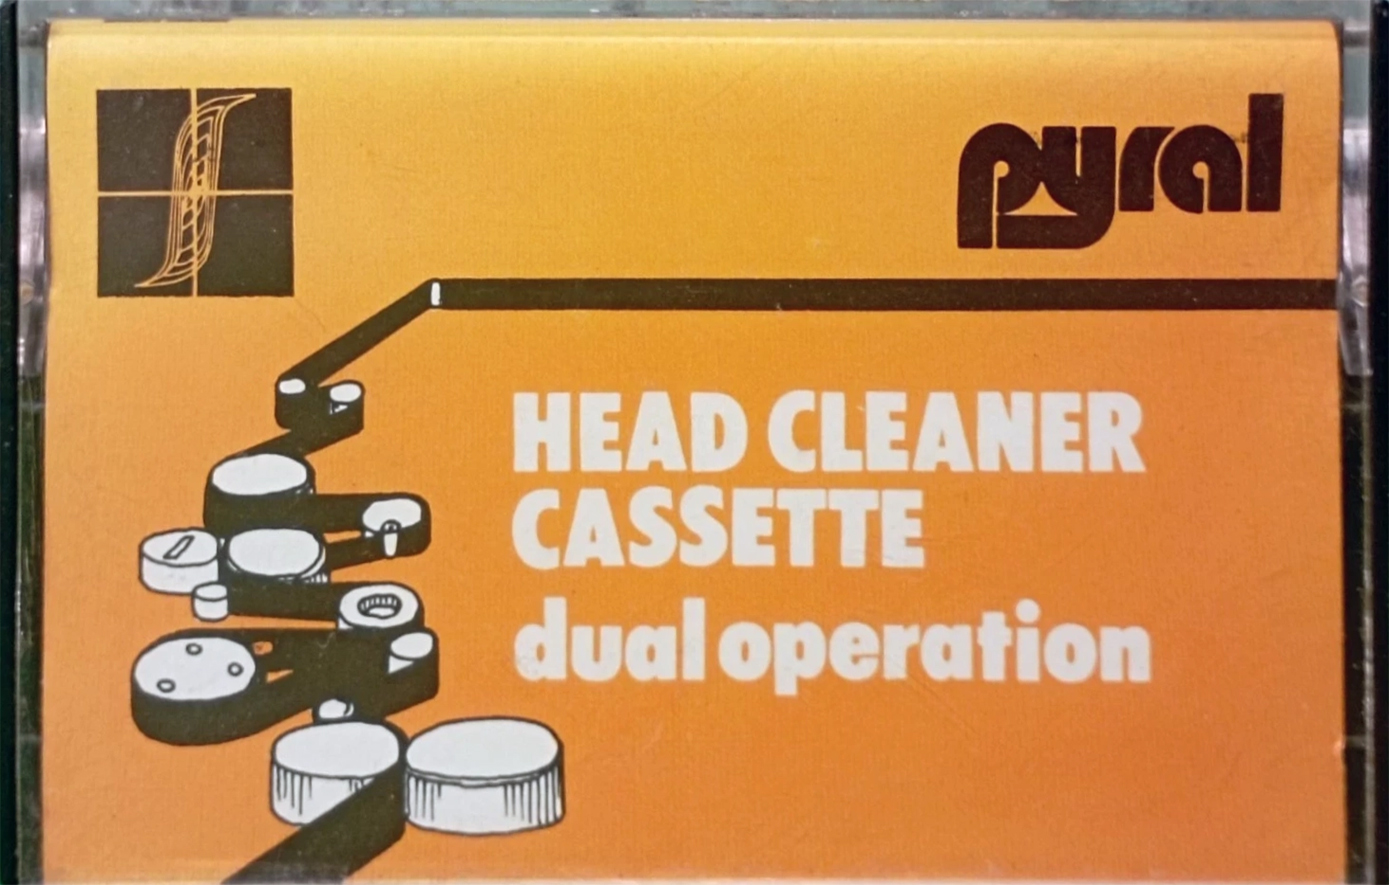 pyral
HEAD CLEANER
CASSETTE
dual operation